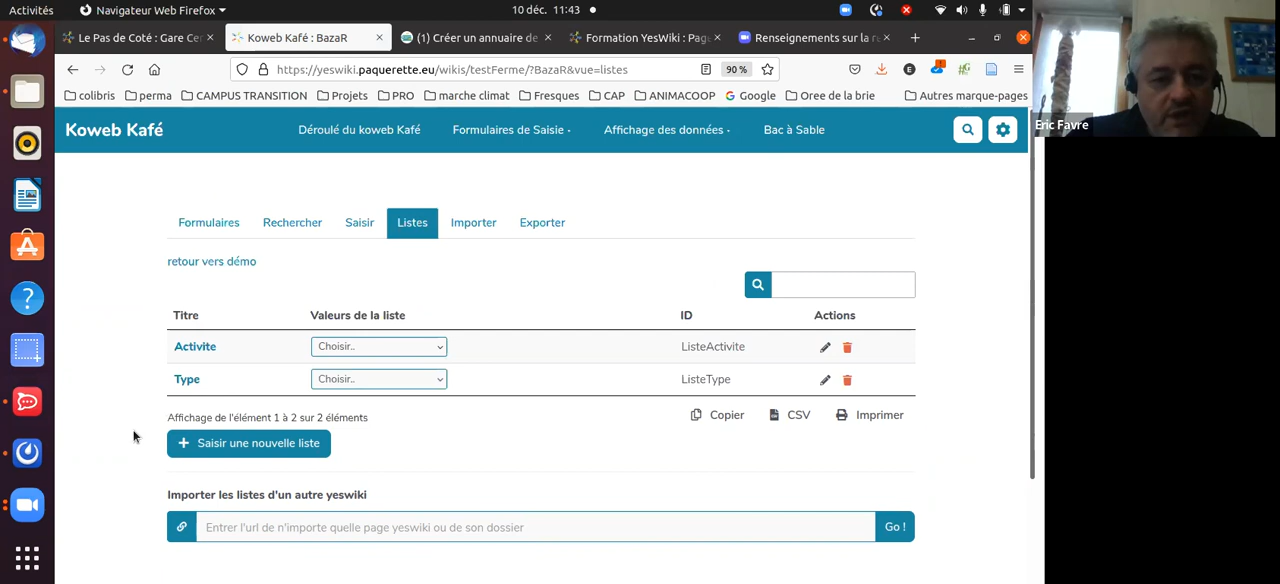 Activités Navigateur Web Firefox 10 déc. 11:43
Le Pas de Coté : Gare Cer Koweb Kafé : BazaR (1) Créer un annuaire de Formation YesWiki : Pag Renseignements sur la re
https://yeswiki.paquerette.eu/wikis/testFerme/?BazaR&vue=listes 90 %
colibris perma CAMPUS TRANSITION Projets PRO marche climat Fresques CAP ANIMACOOP Google Oree de la brie Autres marque-pages
Eric Favre
Koweb Kafé Déroulé du koweb Kafé Formulaires de Saisie Affichage des données Bac à Sable
Formulaires Rechercher Saisir Listes Importer Exporter
retour vers démo
Titre Valeurs de la liste ID Actions
Activite Choisir.. ListeActivite
Type Choisir.. ListeType
Affichage de l'élément 1 à 2 sur 2 éléments Copier CSV Imprimer
+ Saisir une nouvelle liste
Importer les listes d'un autre yeswiki
Entrer l'url de n'importe quelle page yeswiki ou de son dossier Go !